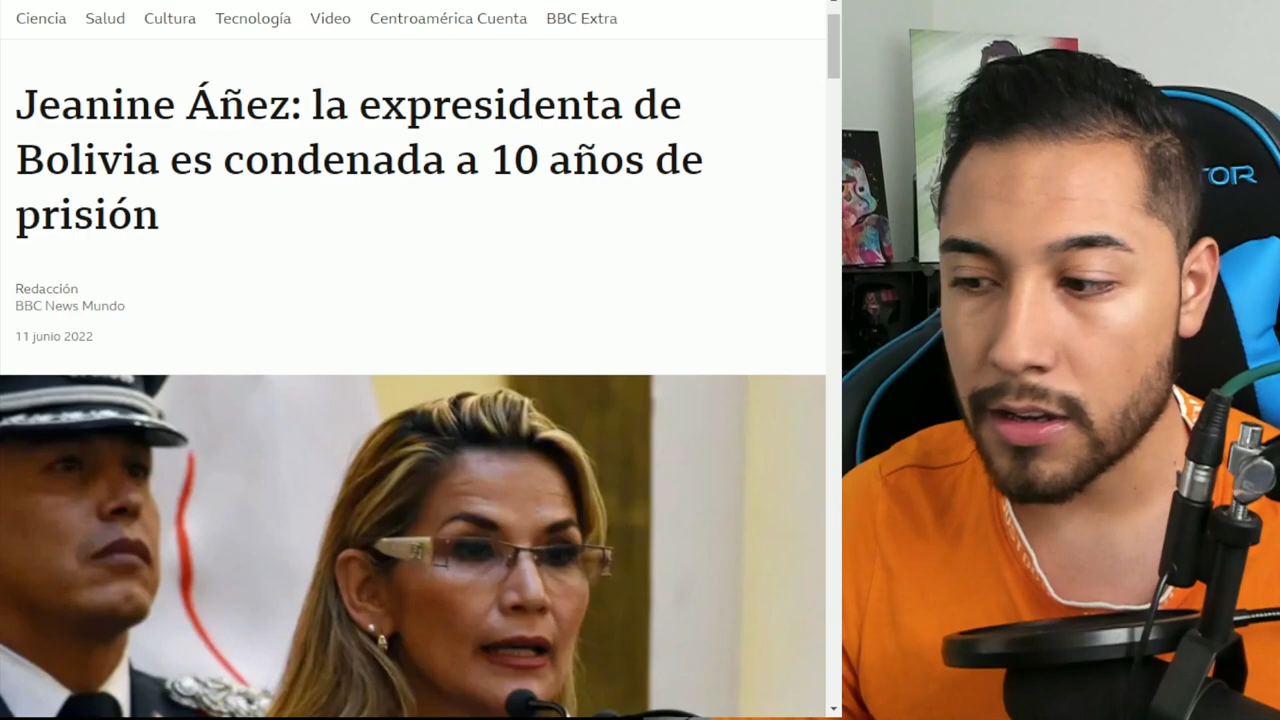 Ciencia Salud Cultura Tecnología Video Centroamérica Cuenta BBC Extra
Jeanine Áñez: la expresidenta de
Bolivia es condenada a 10 años de
prisión
Redacción
BBC News Mundo
11 junio 2022